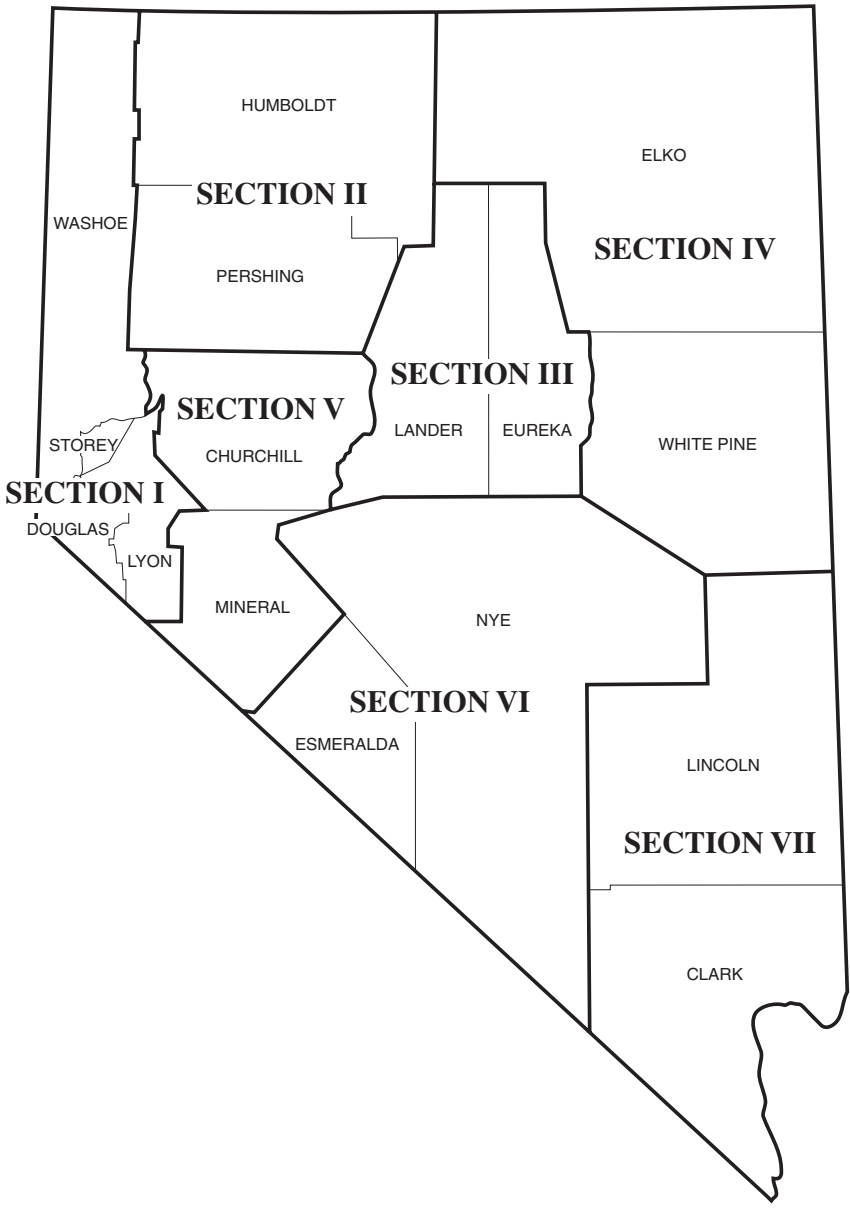 HUMBOLDT
ELKO
SECTION II
WASHOE
SECTION IV
PERSHING
SECTION III
SECTION V
LANDER
EUREKA
STOREY
WHITE PINE
CHURCHILL
SECTION I
DOUGLAS
LYON
MINERAL
NYE
SECTION VI
ESMERALDA
LINCOLN
SECTION VII
CLARK